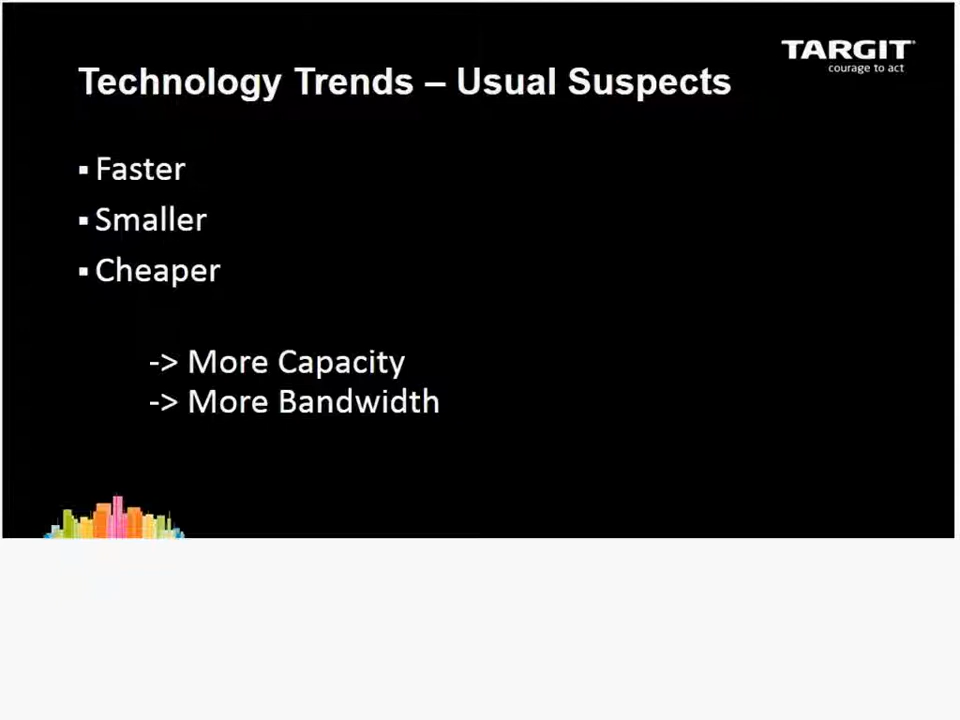 TARGIT
courage to act
Technology Trends – Usual Suspects
▪ Faster
▪ Smaller
▪ Cheaper
-> More Capacity
-> More Bandwidth